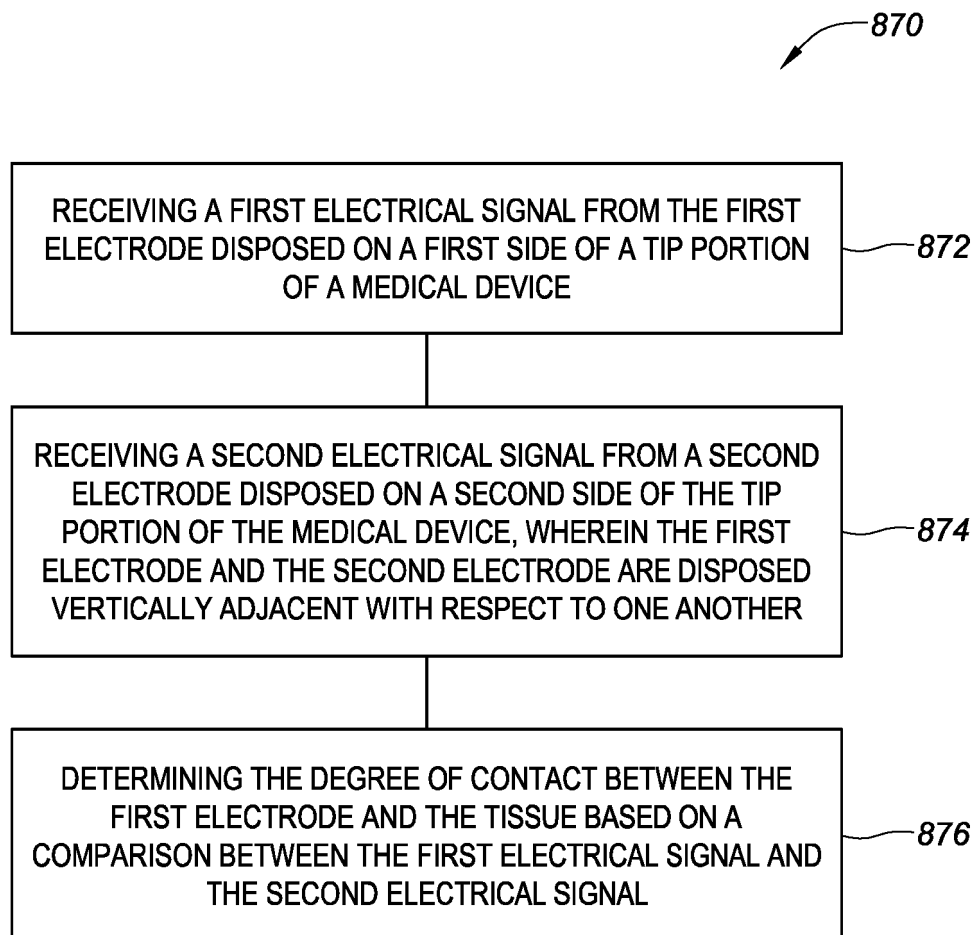 870
RECEIVING A FIRST ELECTRICAL SIGNAL FROM THE FIRST
ELECTRODE DISPOSED ON A FIRST SIDE OF A TIP PORTION
OF A MEDICAL DEVICE
872
RECEIVING A SECOND ELECTRICAL SIGNAL FROM A SECOND
ELECTRODE DISPOSED ON A SECOND SIDE OF THE TIP
PORTION OF THE MEDICAL DEVICE, WHEREIN THE FIRST
ELECTRODE AND THE SECOND ELECTRODE ARE DISPOSED
VERTICALLY ADJACENT WITH RESPECT TO ONE ANOTHER
874
DETERMINING THE DEGREE OF CONTACT BETWEEN THE
FIRST ELECTRODE AND THE TISSUE BASED ON A
COMPARISON BETWEEN THE FIRST ELECTRICAL SIGNAL AND
THE SECOND ELECTRICAL SIGNAL
876